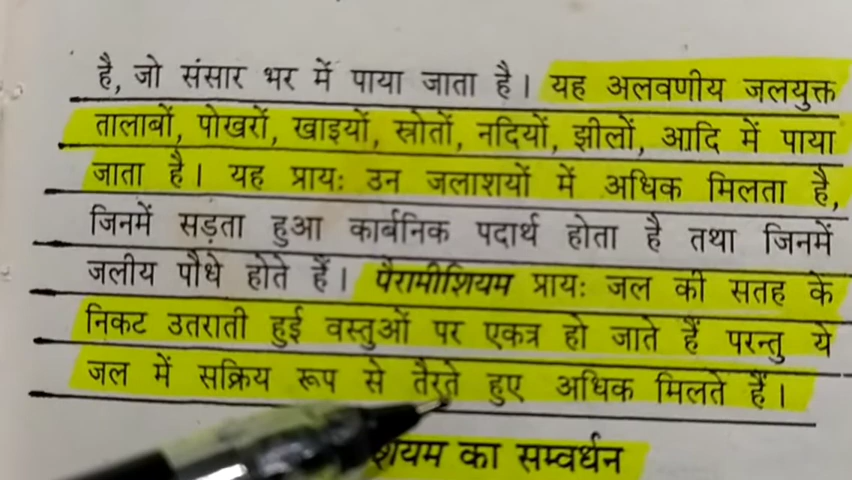 है, जो संसार भर में पाया जाता है। यह अलवणीय जलयुक्त
तालाबों, पोखरों, खाइयों, स्रोतों, नदियों, झीलों, आदि में पाया
जाता है। यह प्रायः उन जलाशयों में अधिक मिलता है,
जिनमें सड़ता हुआ कार्बनिक पदार्थ होता है तथा जिनमें
जलीय पौधे होते हैं। पैरामीशियम प्रायः जल की सतह के
निकट उतराती हुई वस्तुओं पर एकत्र हो जाते हैं परन्तु ये
जल में सक्रिय रूप से तैरते हुए अधिक मिलते हैं।
का सम्वर्धन